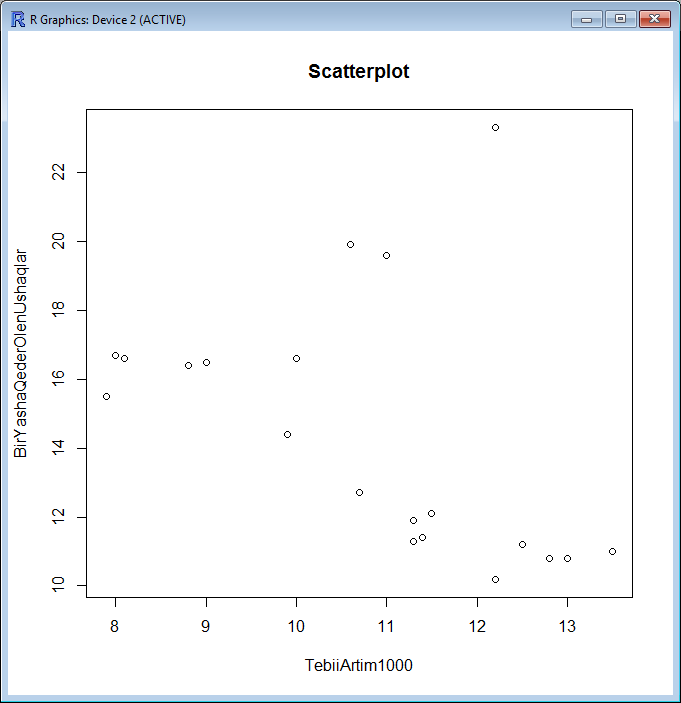 R Graphics: Device 2 (ACTIVE)
Scatterplot
BirYashaQederOlenUshaqlar
22
20
18
16
14
12
10
8 9 10 11 12 13
TebiiArtim1000